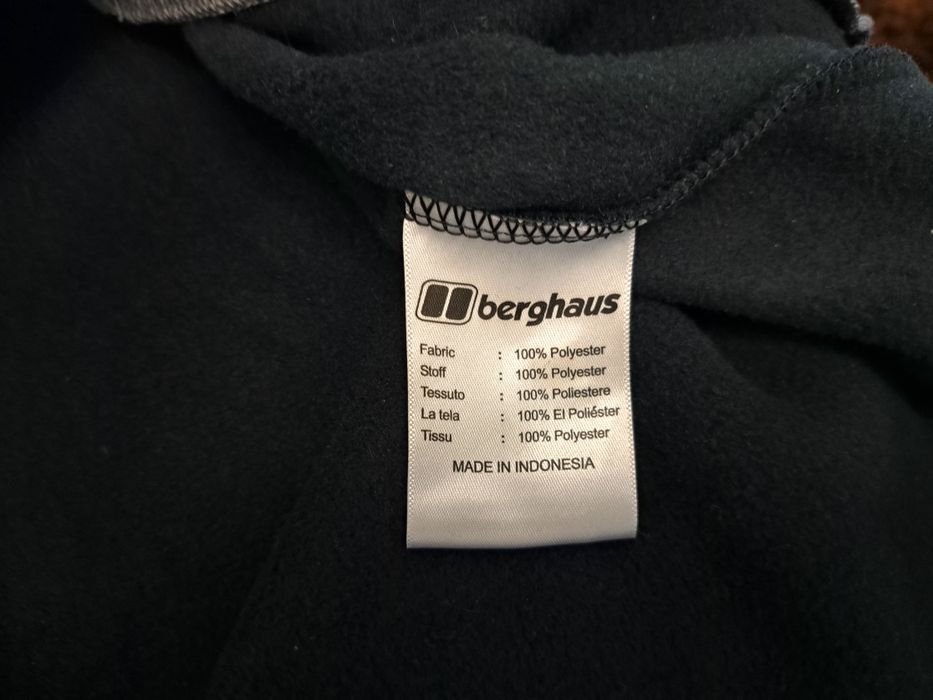 berghaus
Fabric : 100% Polyester
Stoff : 100% Polyester
Tessuto : 100% Poliestere
La tela : 100% El Poliéster
Tissu : 100% Polyester
MADE IN INDONESIA